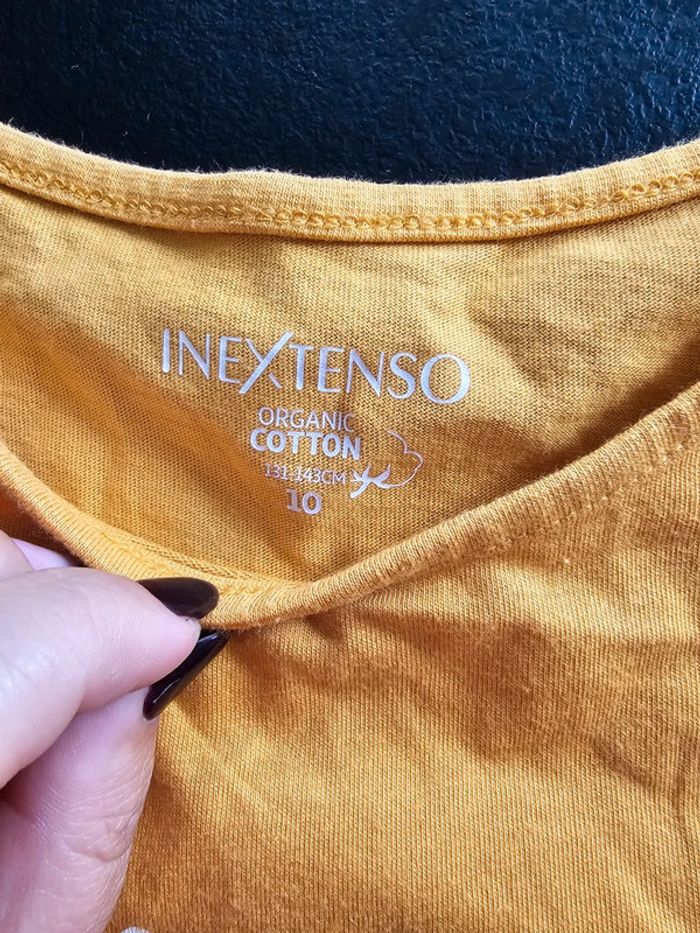 INEXTENSO
ORGANIC
COTTON
131-143CM
10